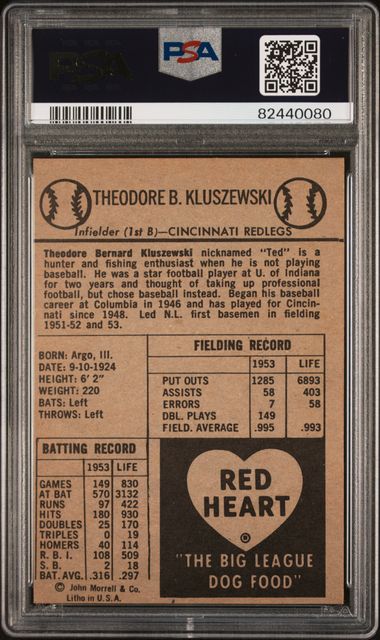 PSA
PSA
82440080
THEODORE B. KLUSZEWSKI
Infielder (1st B)—CINCINNATI REDLEGS
Theodore Bernard Kluszewski nicknamed "Ted" is a
hunter and fishing enthusiast when he is not playing
baseball. He was a star football player at U. of Indiana
for two years and thought of taking up professional
football, but chose baseball instead. Began his baseball
career at Columbia in 1946 and has played for Cincin-
nati since 1948. Led N.L. first basemen in fielding
1951-52 and 53.
BORN: Argo, Ill.
DATE: 9-10-1924
HEIGHT: 6' 2"
WEIGHT: 220
BATS: Left
THROWS: Left
FIELDING RECORD
1953 LIFE
PUT OUTS 1285 6893
ASSISTS 58 403
ERRORS 7 58
DBL. PLAYS 149
FIELD. AVERAGE .995 .993
BATTING RECORD
1953 LIFE
GAMES 149 830
AT BAT 570 3132
RUNS 97 422
HITS 180 930
DOUBLES 25 170
TRIPLES 0 19
HOMERS 40 114
R. B. I. 108 509
S. B. 2 18
BAT. AVG. .316 .297
© John Morrell & Co.
Litho in U.S.A.
RED
HEART
"THE BIG LEAGUE
DOG FOOD"